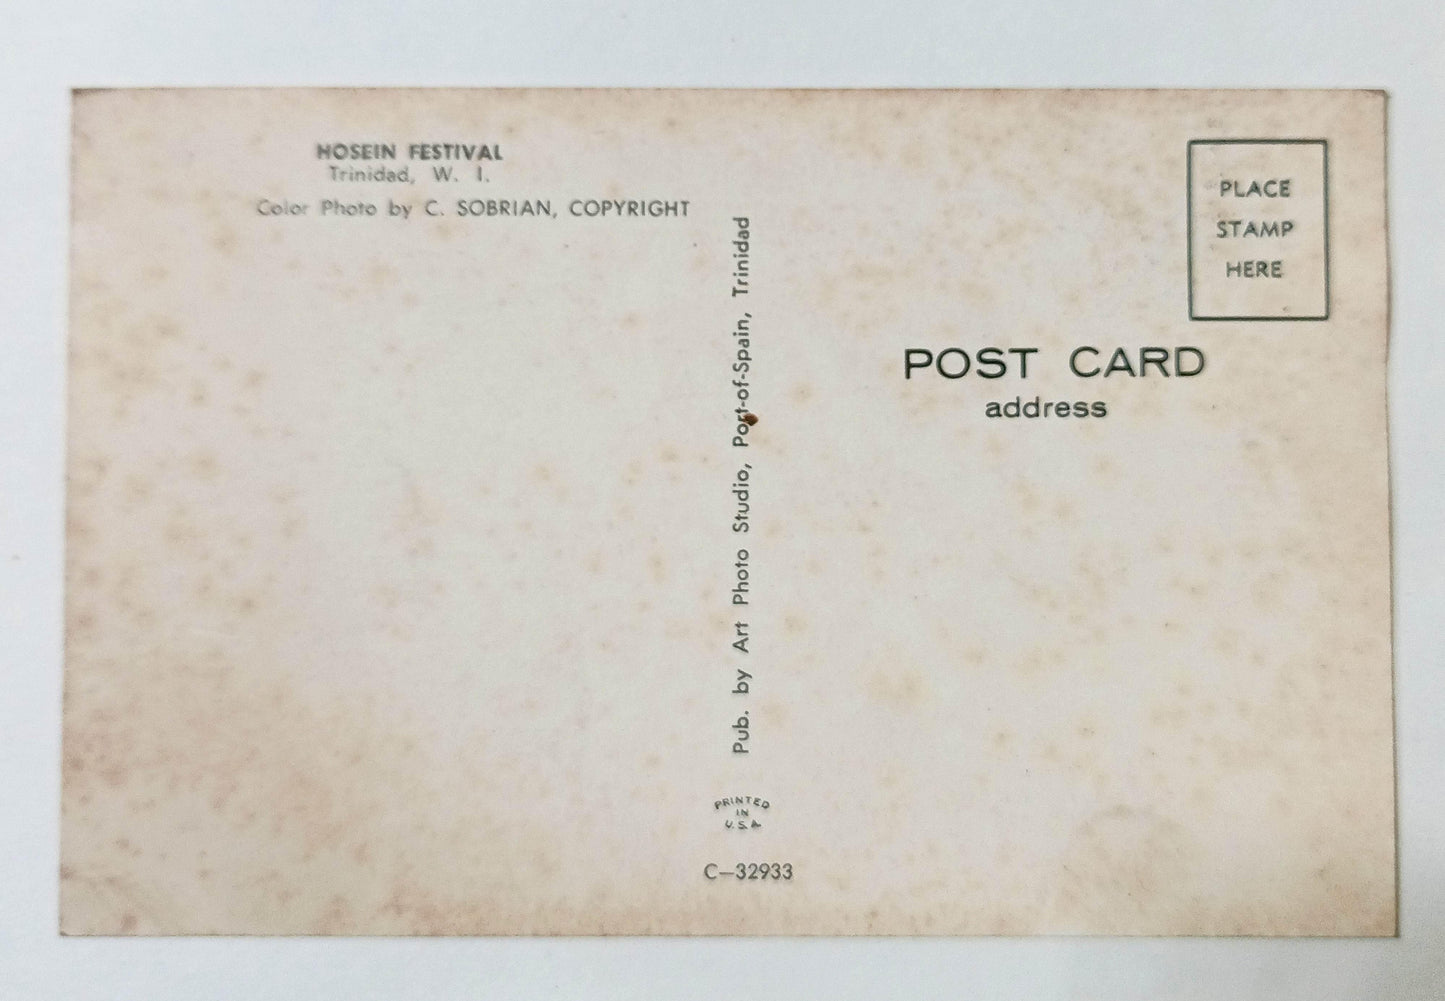 HOSEIN FESTIVAL
Trinidad, W. I.
Color Photo by C. SOBRIAN, COPYRIGHT
Pub. by Art Photo Studio, Port-of-Spain, Trinidad
PRINTED
IN
U.S.A
C—32933
PLACE
STAMP
HERE
POST CARD
address